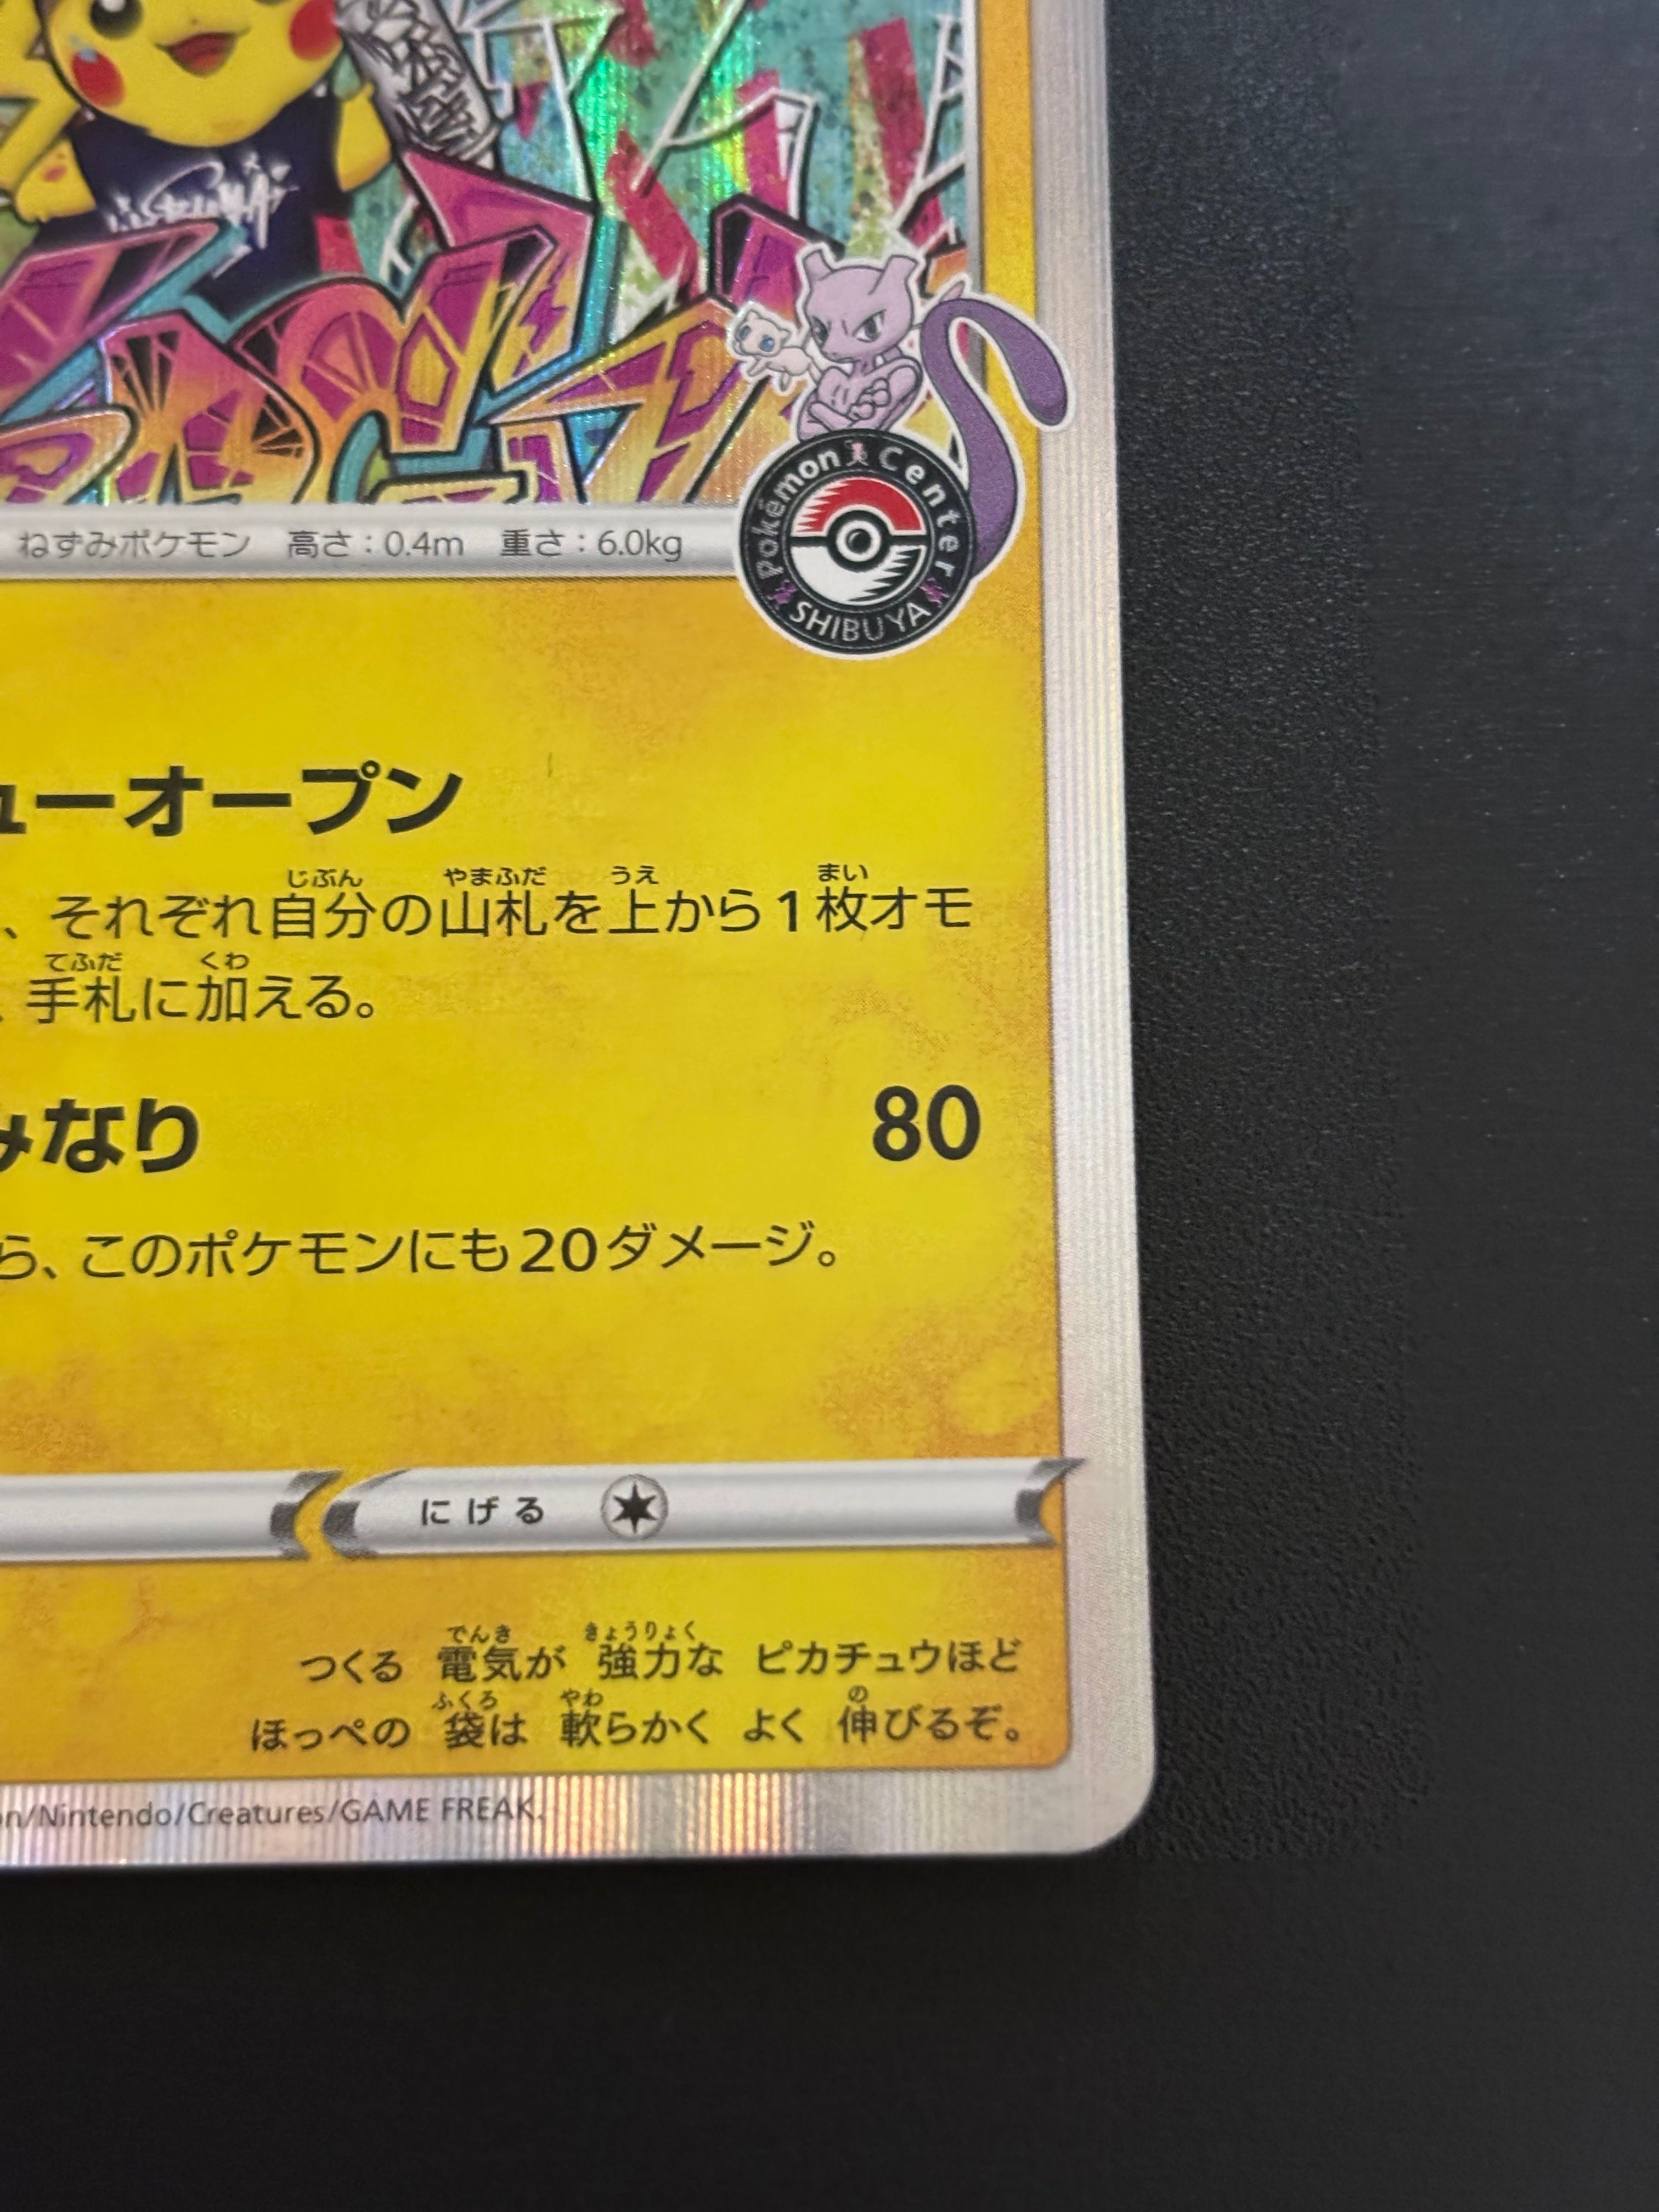 ねずみポケモン 高さ：0.4m 重さ：6.0kg
Pokémon Center
SHIBUYA
ューオープン
じぶん やまふだ うえ まい
、それぞれ自分の山札を上から1枚オモ
てふだ くわ
、手札に加える。
みなり 80
ら、このポケモンにも20ダメージ。
にげる
でんき きょうりょく
つくる 電気が 強力な ピカチュウほど
ふくろ やわ の
ほっぺの 袋は 軟らかく よく 伸びるぞ。
on/Nintendo/Creatures/GAME FREAK.